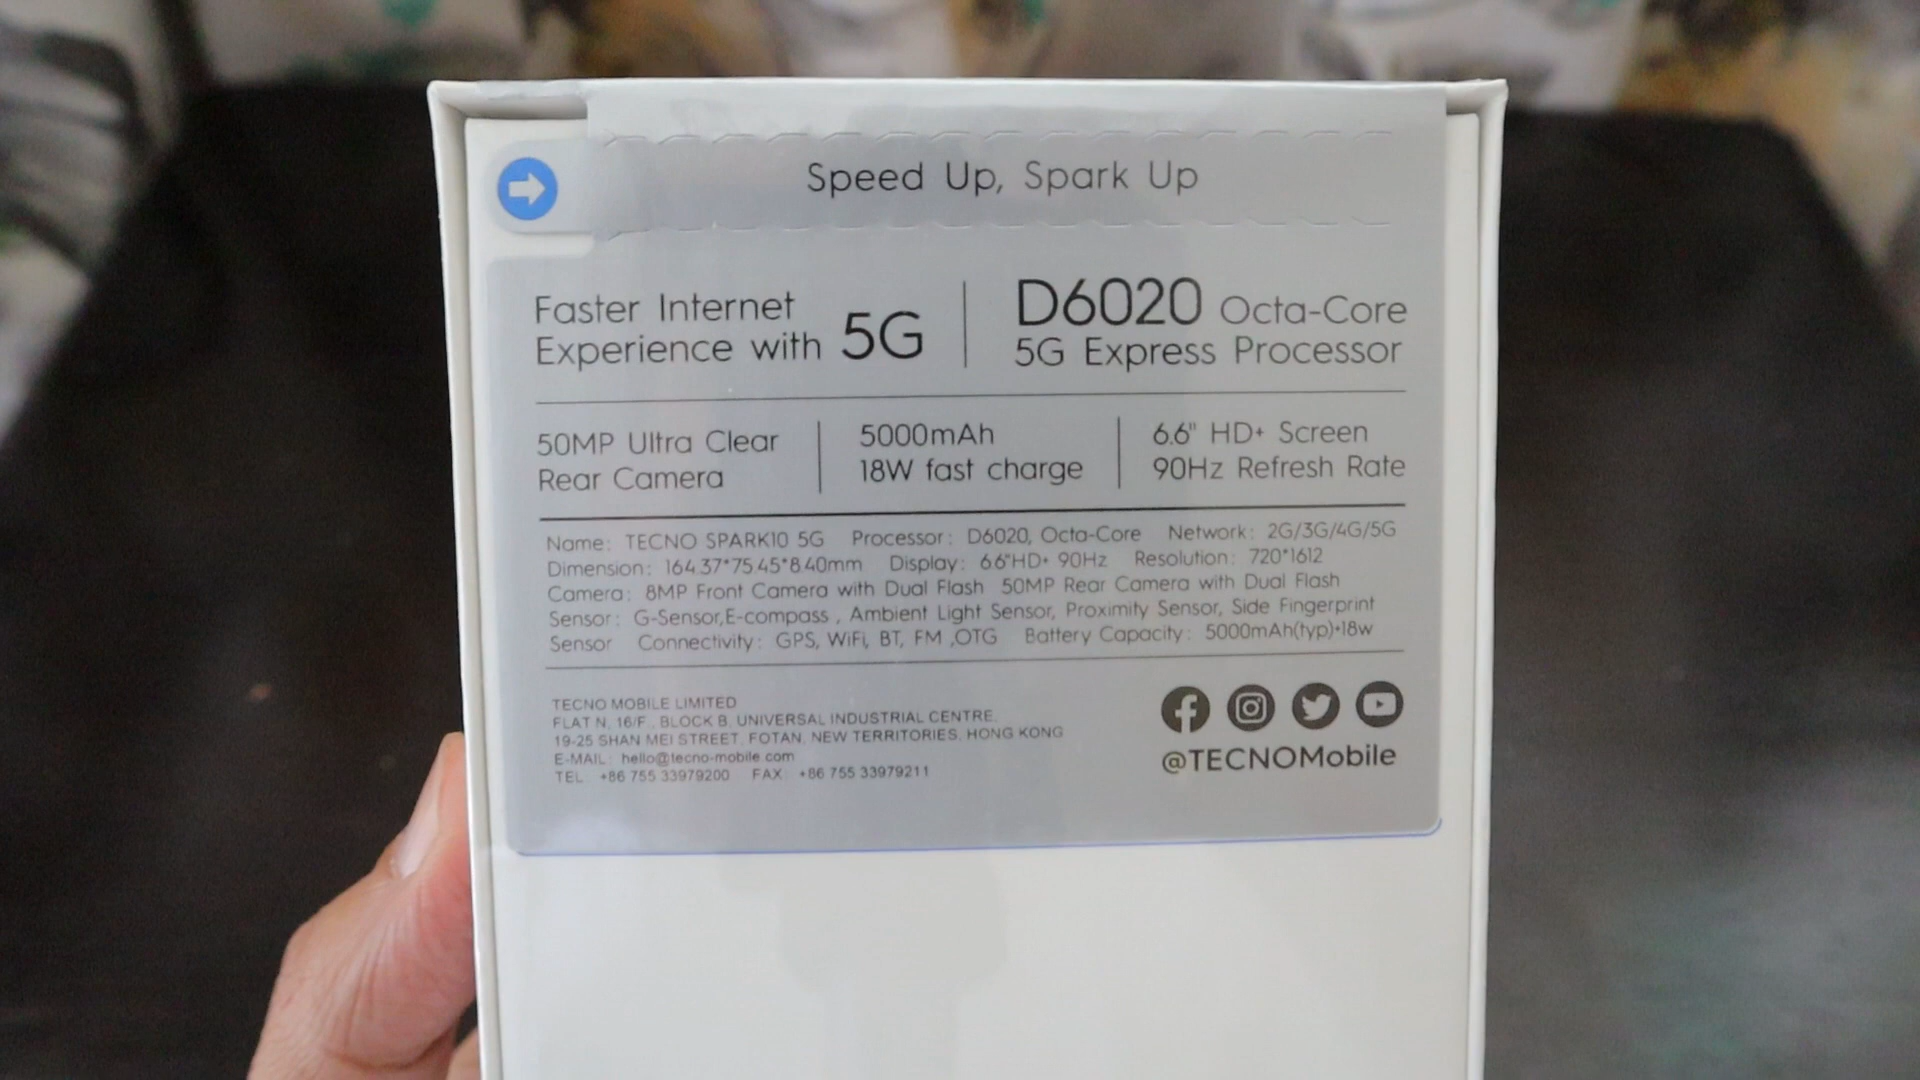 Speed Up, Spark Up
Faster Internet
Experience with 5G
D6020 Octa-Core
5G Express Processor
50MP Ultra Clear
Rear Camera
5000mAh
18W fast charge
6.6" HD+ Screen
90Hz Refresh Rate
Name: TECNO SPARK10 5G Processor: D6020, Octa-Core Network: 2G/3G/4G/5G
Dimension: 164.37*75.45*8.40mm Display: 6.6"HD+ 90Hz Resolution: 720*1612
Camera: 8MP Front Camera with Dual Flash 50MP Rear Camera with Dual Flash
Sensor: G-Sensor,E-compass , Ambient Light Sensor, Proximity Sensor, Side Fingerprint
Sensor Connectivity: GPS, WiFi, BT, FM ,OTG Battery Capacity: 5000mAh(typ)+18w
TECNO MOBILE LIMITED
FLAT N, 16/F., BLOCK B, UNIVERSAL INDUSTRIAL CENTRE,
19-25 SHAN MEI STREET, FOTAN, NEW TERRITORIES, HONG KONG
E-MAIL: hello@tecno-mobile.com
TEL: +86 755 33979200 FAX: +86 755 33979211
@TECNOMobile